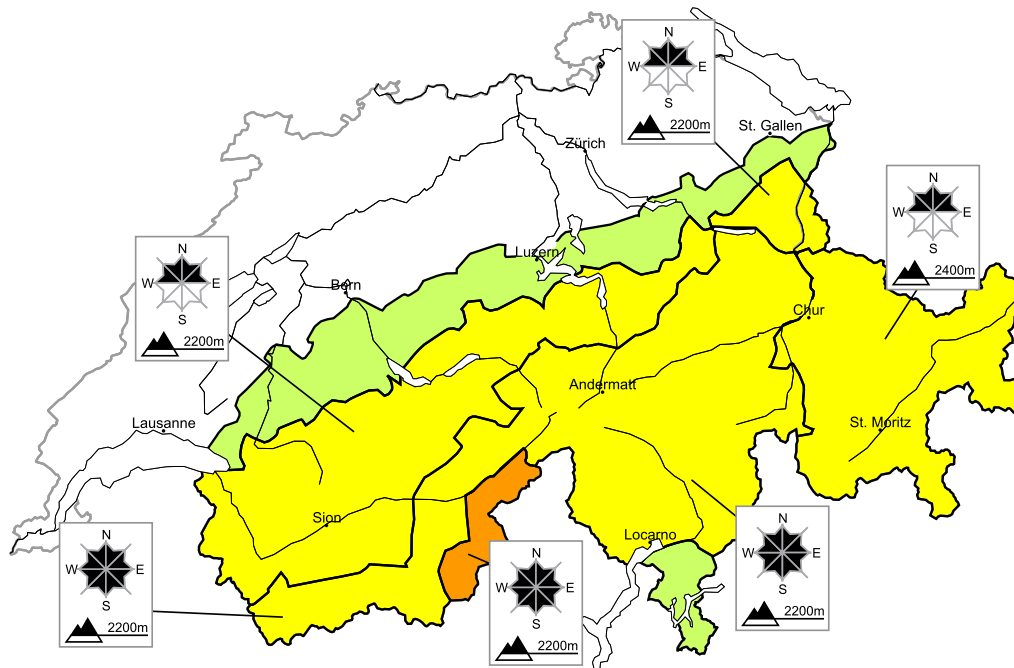 N
W E
S
2200m
St. Gallen
Zürich
N
W E
S
2400m
N
W E
S
2200m
Luzern
Bern
Chur
Andermatt
Lausanne
St. Moritz
Sion
Locarno
N
W E
S
2200m
N
W E
S
2200m
N
W E
S
2200m